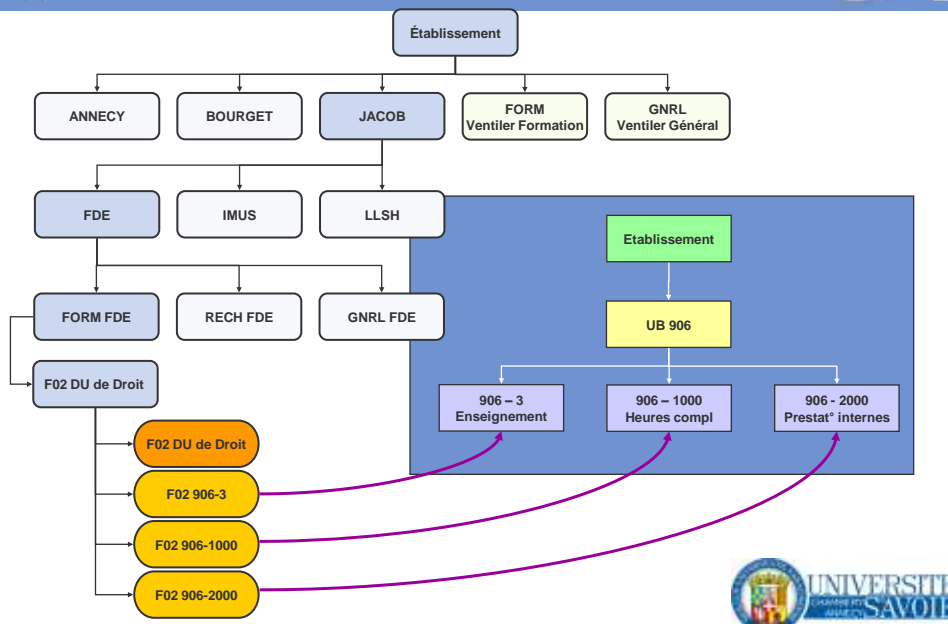 Établissement
ANNECY
BOURGET
JACOB
FORM
Ventiler Formation
GNRL
Ventiler Général
FDE
IMUS
LLSH
Etablissement
FORM FDE
RECH FDE
GNRL FDE
UB 906
F02 DU de Droit
906 – 3
Enseignement
906 – 1000
Heures compl
906 - 2000
Prestat° internes
F02 DU de Droit
F02 906-3
F02 906-1000
F02 906-2000
UNIVERSITE
SAVOIE